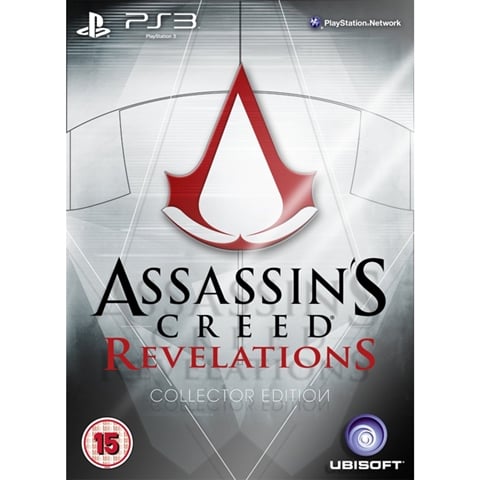 PS3
PlayStation 3
PlayStation Network
ASSASSIN'S
CREED®
REVELATIONS
COLLECTOR EDITION
15
UBISOFT